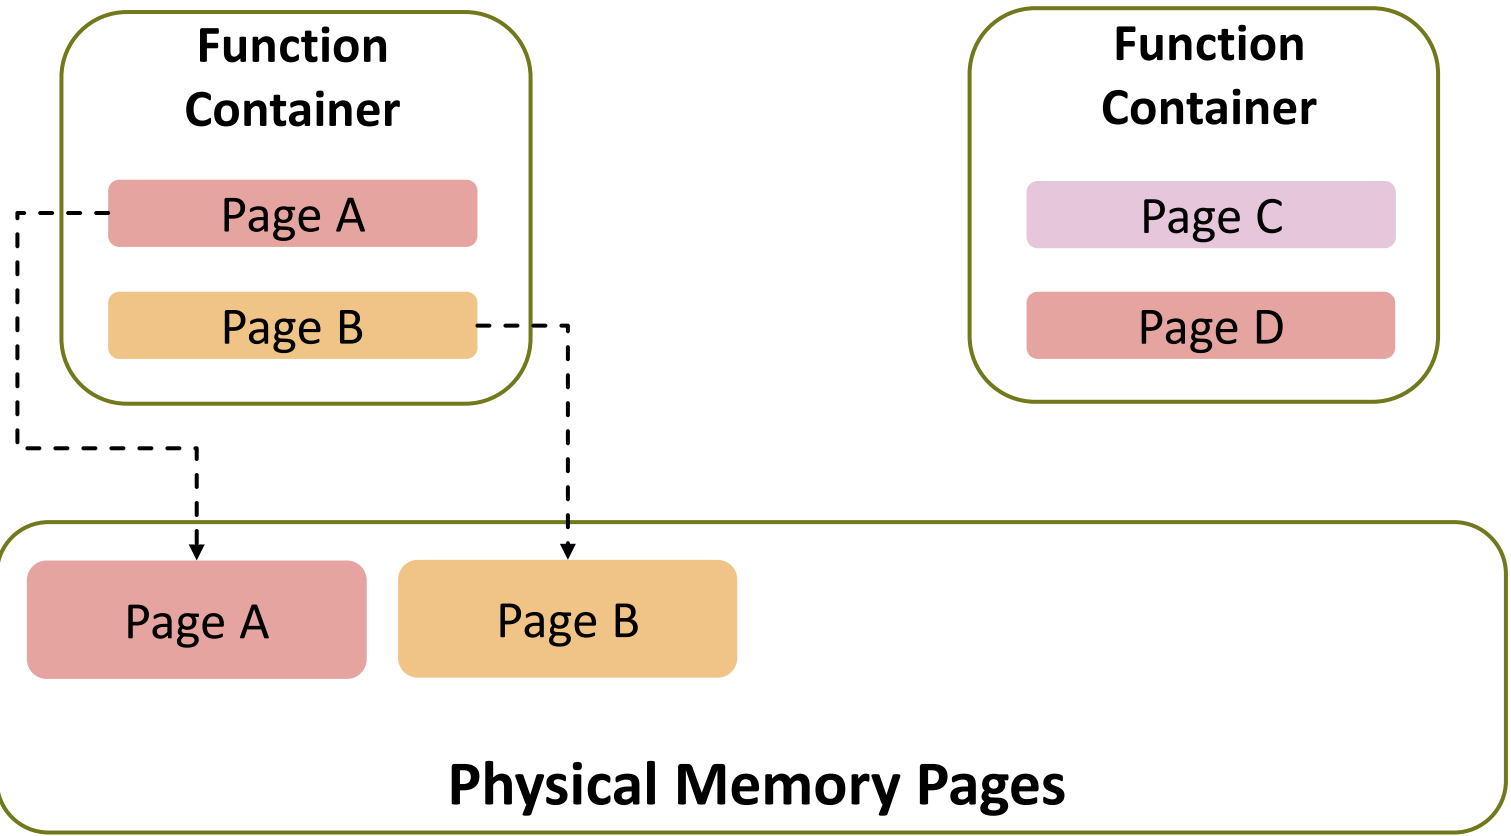 Function
Container
Page A
Page B
Function
Container
Page C
Page D
Page A
Page B
Physical Memory Pages